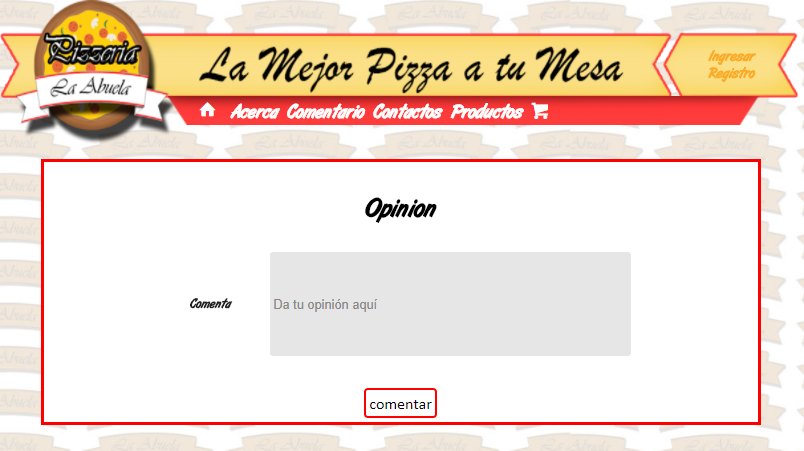 Pizzeria
La Abuela
La Mejor Pizza a tu Mesa
Ingresar
Registro
Acerca Comentario Contactos Productos
Opinion
Comenta
Da tu opinión aquí
comentar